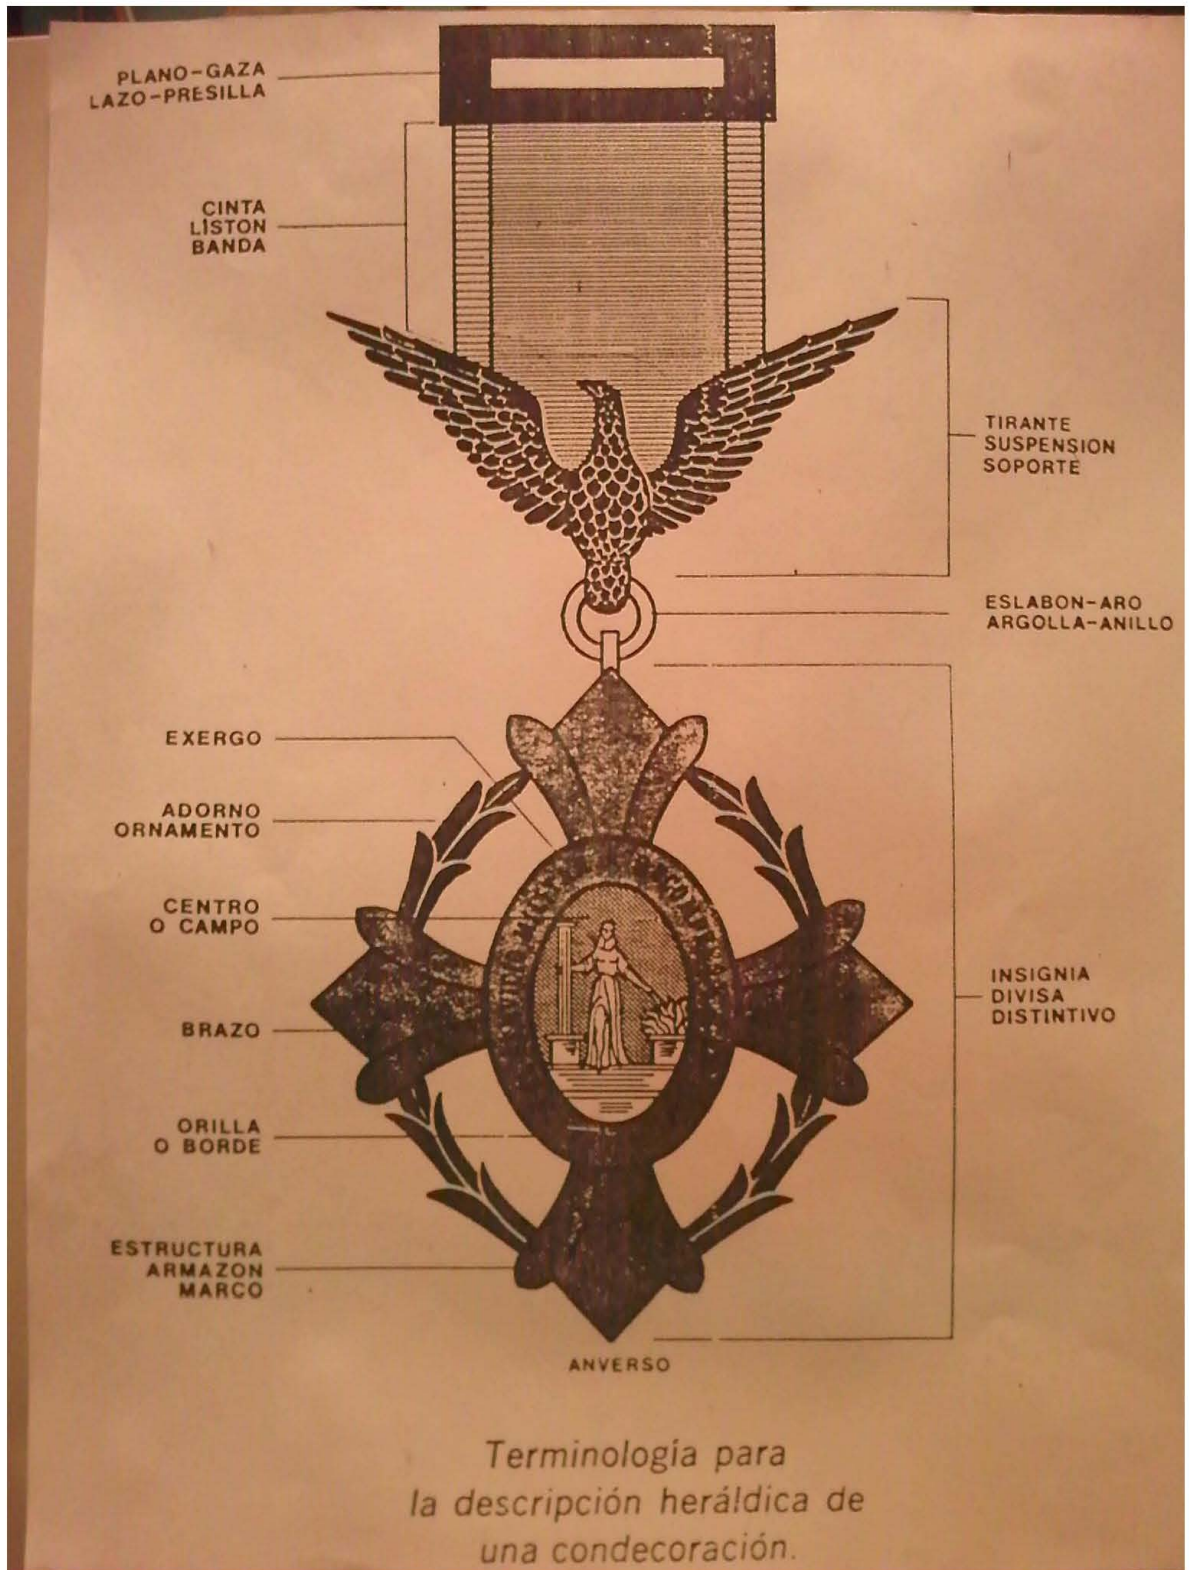 PLANO-GAZA
LAZO-PRESILLA
CINTA
LISTON
BANDA
TIRANTE
SUSPENSION
SOPORTE
ESLABON-ARO
ARGOLLA-ANILLO
EXERGO
ADORNO
ORNAMENTO
CENTRO
O CAMPO
INSIGNIA
DIVISA
DISTINTIVO
BRAZO
ORILLA
O BORDE
ESTRUCTURA
ARMAZON
MARCO
ANVERSO
Terminología para
la descripción heráldica de
una condecoración.